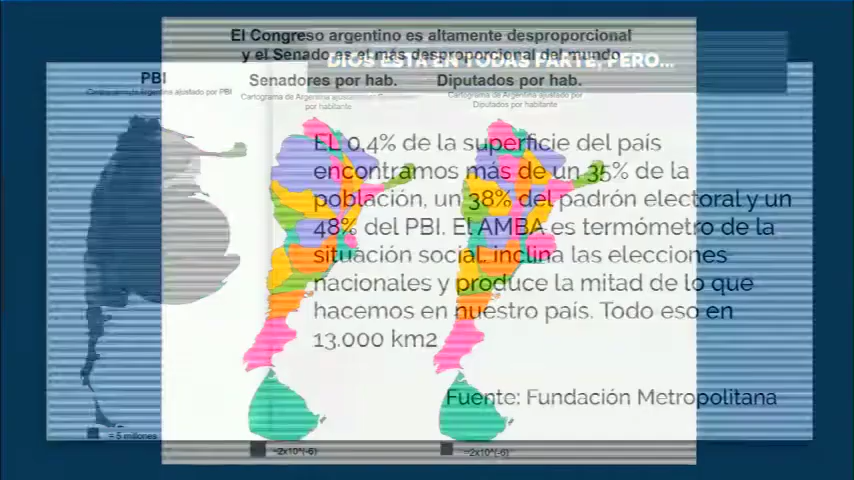 El Congreso argentino es altamente desproporcional
y el Senado es el más desproporcional del mundo
DIOS ESTÁ EN TODAS PARTE, PERO...
PBI
Senadores por hab.
Diputados por hab.
Argentina ajustado por PBI
Cartograma de Argentina ajustado por
Diputados por habitante
por habitante
EL 0,4% de la superficie del país
encontramos más de un 35% de la
población, un 38% del padrón electoral y un
48% del PBI. El AMBA es termómetro de la
situación social, inclina las elecciones
nacionales y produce la mitad de lo que
hacemos en nuestro país. Todo eso en
13.000 km2
Fuente: Fundación Metropolitana
= 5 millones
=2x10^(-6)
=2x10^(-6)